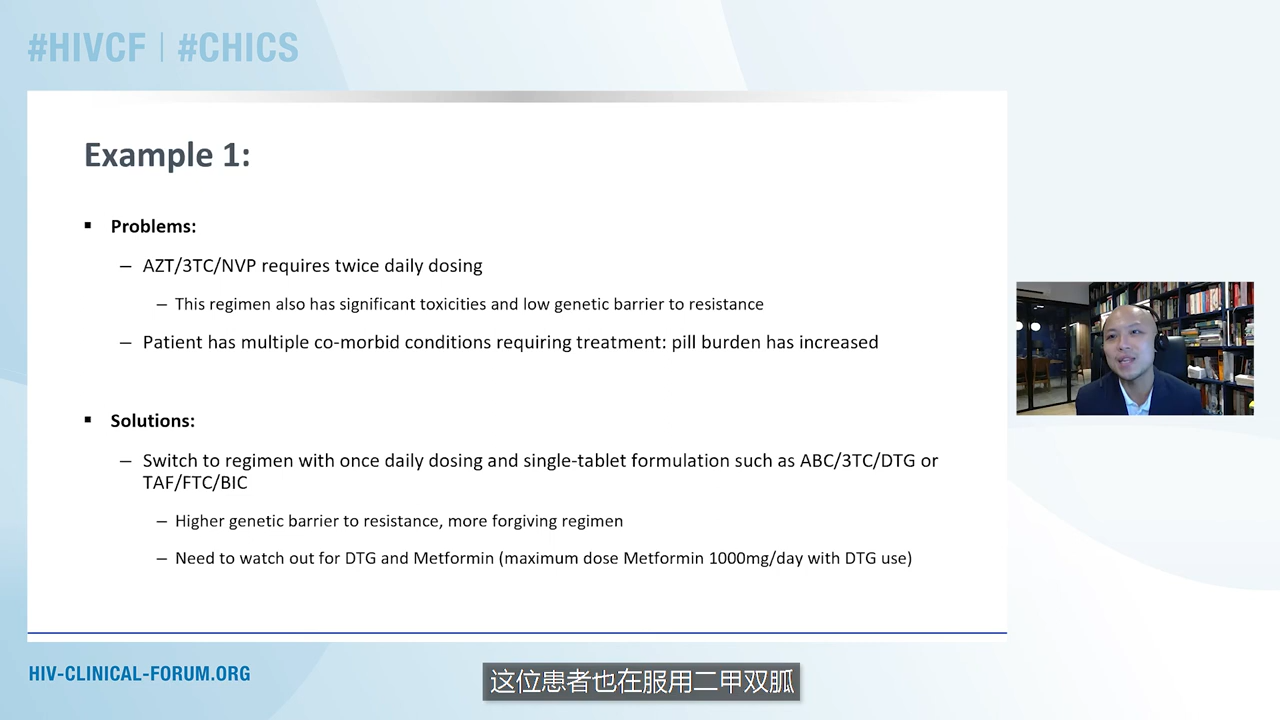 #HIVCF | #CHICS
Example 1:
▪ Problems:
– AZT/3TC/NVP requires twice daily dosing
– This regimen also has significant toxicities and low genetic barrier to resistance
– Patient has multiple co-morbid conditions requiring treatment: pill burden has increased
▪ Solutions:
– Switch to regimen with once daily dosing and single-tablet formulation such as ABC/3TC/DTG or
TAF/FTC/BIC
– Higher genetic barrier to resistance, more forgiving regimen
– Need to watch out for DTG and Metformin (maximum dose Metformin 1000mg/day with DTG use)
HIV-CLINICAL-FORUM.ORG
这位患者也在服用二甲双胍